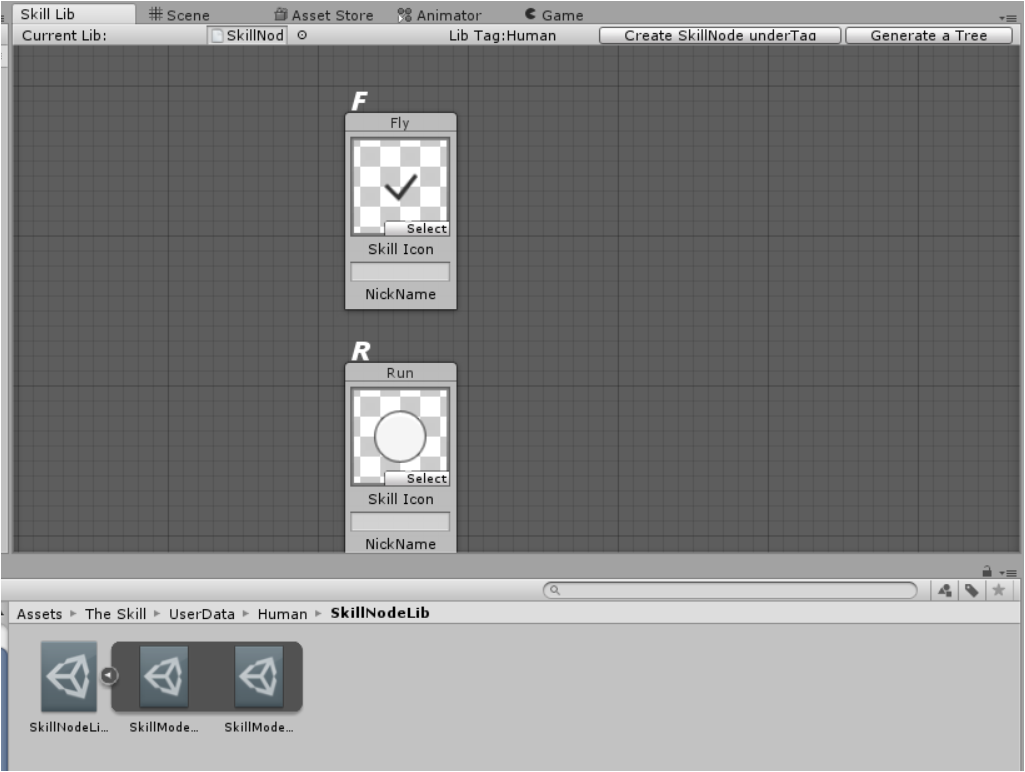 Skill Lib Scene Asset Store Animator Game
Current Lib: SkillNod Lib Tag:Human Create SkillNode underTag Generate a Tree
F
Fly
Select
Skill Icon
NickName
R
Run
Select
Skill Icon
NickName
Assets The Skill UserData Human SkillNodeLib
SkillNodeLi... SkillMode... SkillMode...